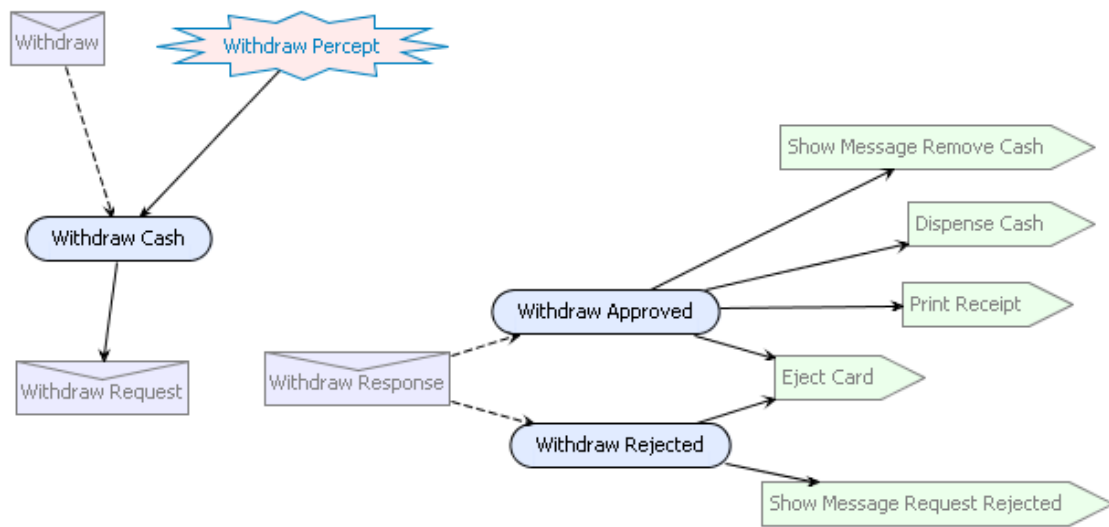 Withdraw
Withdraw Percept
Show Message Remove Cash
Dispense Cash
Withdraw Cash
Print Receipt
Withdraw Approved
Withdraw Response
Eject Card
Withdraw Request
Withdraw Rejected
Show Message Request Rejected